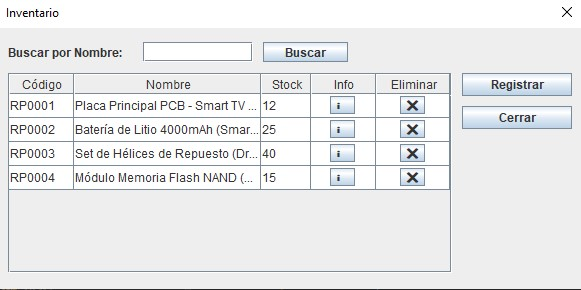 Inventario
Buscar por Nombre: Buscar
Código Nombre Stock Info Eliminar
RP0001 Placa Principal PCB - Smart TV ... 12 i
RP0002 Batería de Litio 4000mAh (Smar... 25 i
RP0003 Set de Hélices de Repuesto (Dr... 40 i
RP0004 Módulo Memoria Flash NAND (... 15 i
Registrar
Cerrar